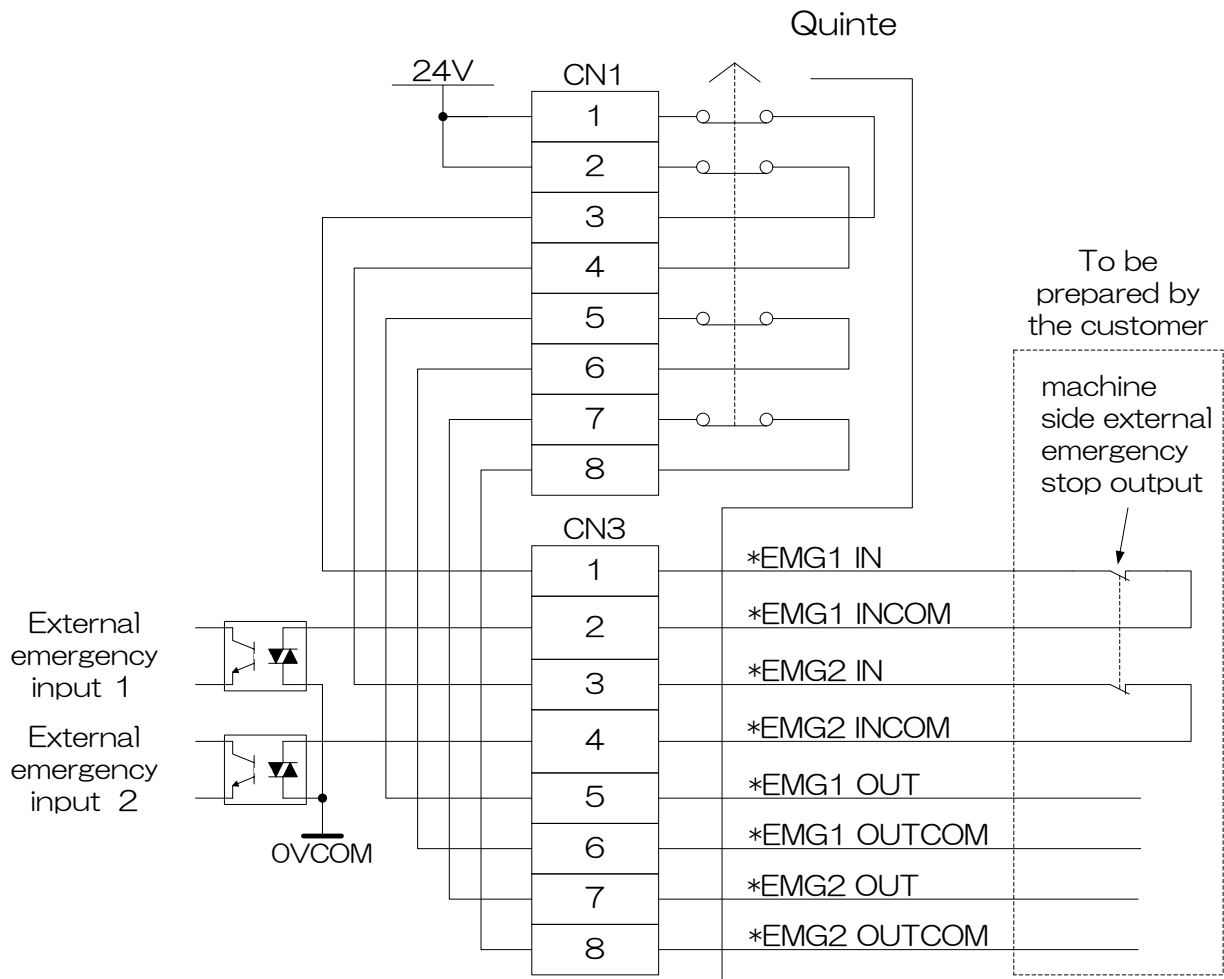 Quinte
24V
CN1
1
2
3
4
5
6
7
8
To be
prepared by
the customer
machine
side external
emergency
stop output
CN3
1
2
3
4
5
6
7
8
*EMG1 IN
*EMG1 INCOM
*EMG2 IN
*EMG2 INCOM
*EMG1 OUT
*EMG1 OUTCOM
*EMG2 OUT
*EMG2 OUTCOM
External
emergency
input 1
External
emergency
input 2
0VCOM